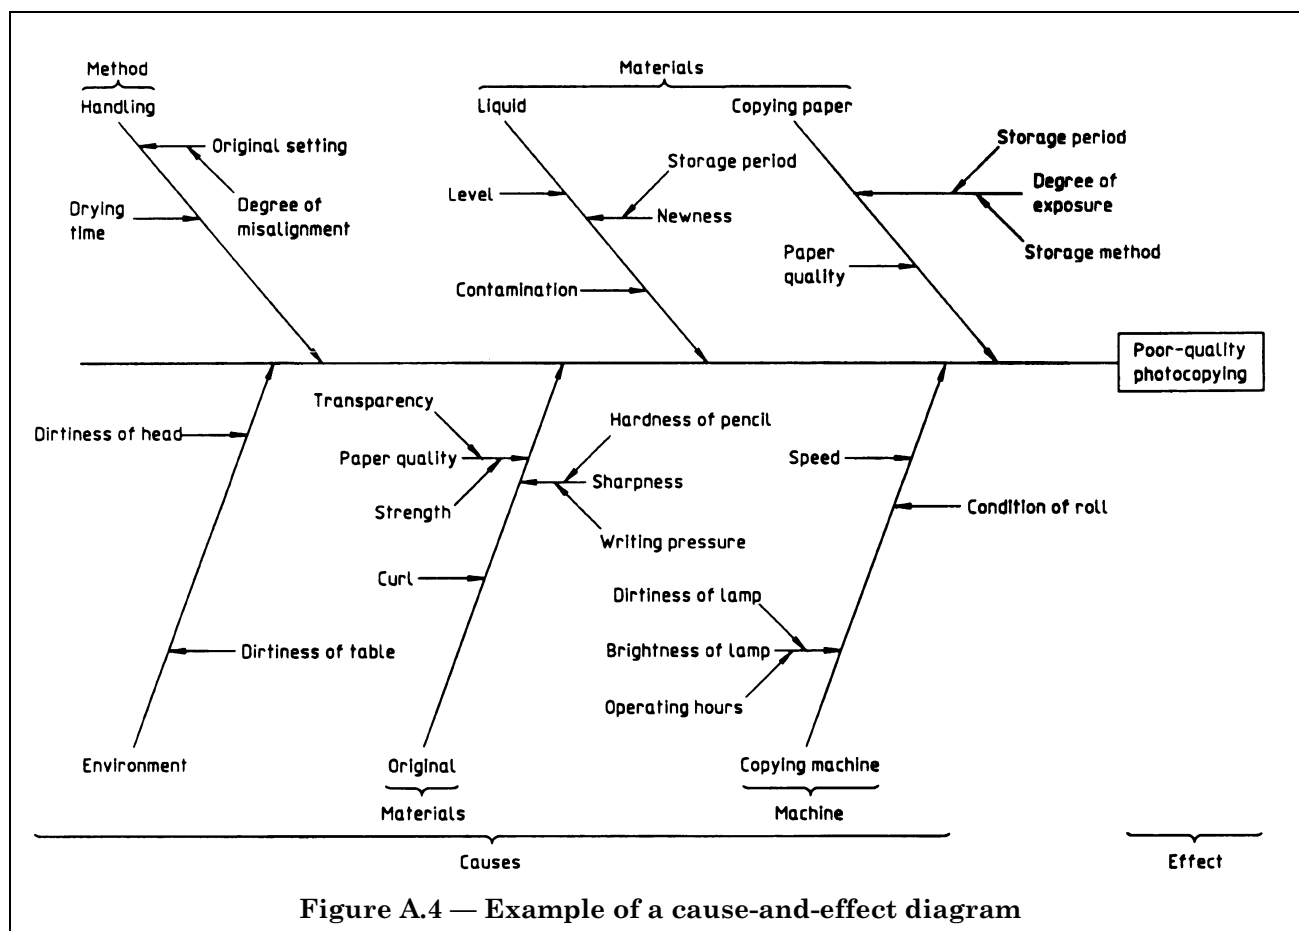 Method
Materials
Handling
Liquid
Copying paper
Original setting
Storage period
Storage period
Level
Degree of
exposure
Drying
time
Degree of
misalignment
Newness
Paper
quality
Storage method
Contamination
Poor-quality
photocopying
Transparency
Hardness of pencil
Dirtiness of head
Paper quality
Speed
Sharpness
Strength
Condition of roll
Writing pressure
Curl
Dirtiness of lamp
Dirtiness of table
Brightness of lamp
Operating hours
Environment
Original
Copying machine
Materials
Machine
Causes
Effect
Figure A.4 — Example of a cause-and-effect diagram